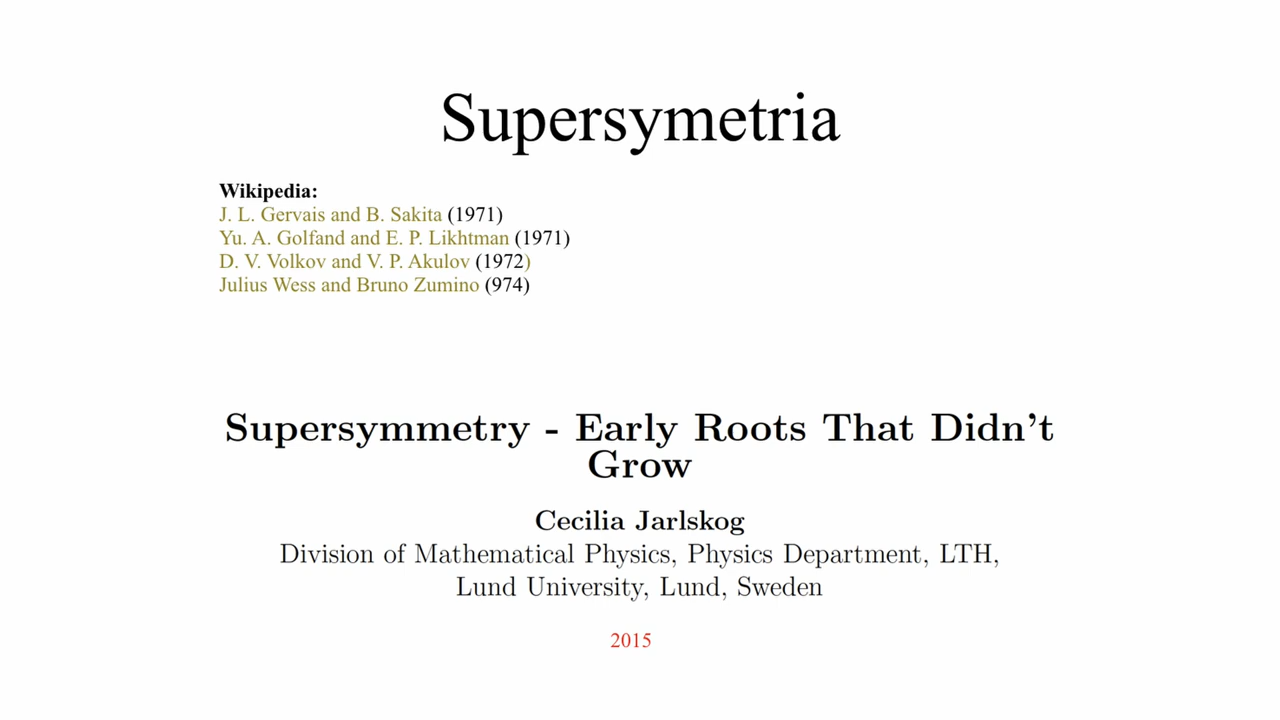 Supersymetria
Wikipedia:
J. L. Gervais and B. Sakita (1971)
Yu. A. Golfand and E. P. Likhtman (1971)
D. V. Volkov and V. P. Akulov (1972)
Julius Wess and Bruno Zumino (974)
Supersymmetry - Early Roots That Didn't
Grow
Cecilia Jarlskog
Division of Mathematical Physics, Physics Department, LTH,
Lund University, Lund, Sweden
2015